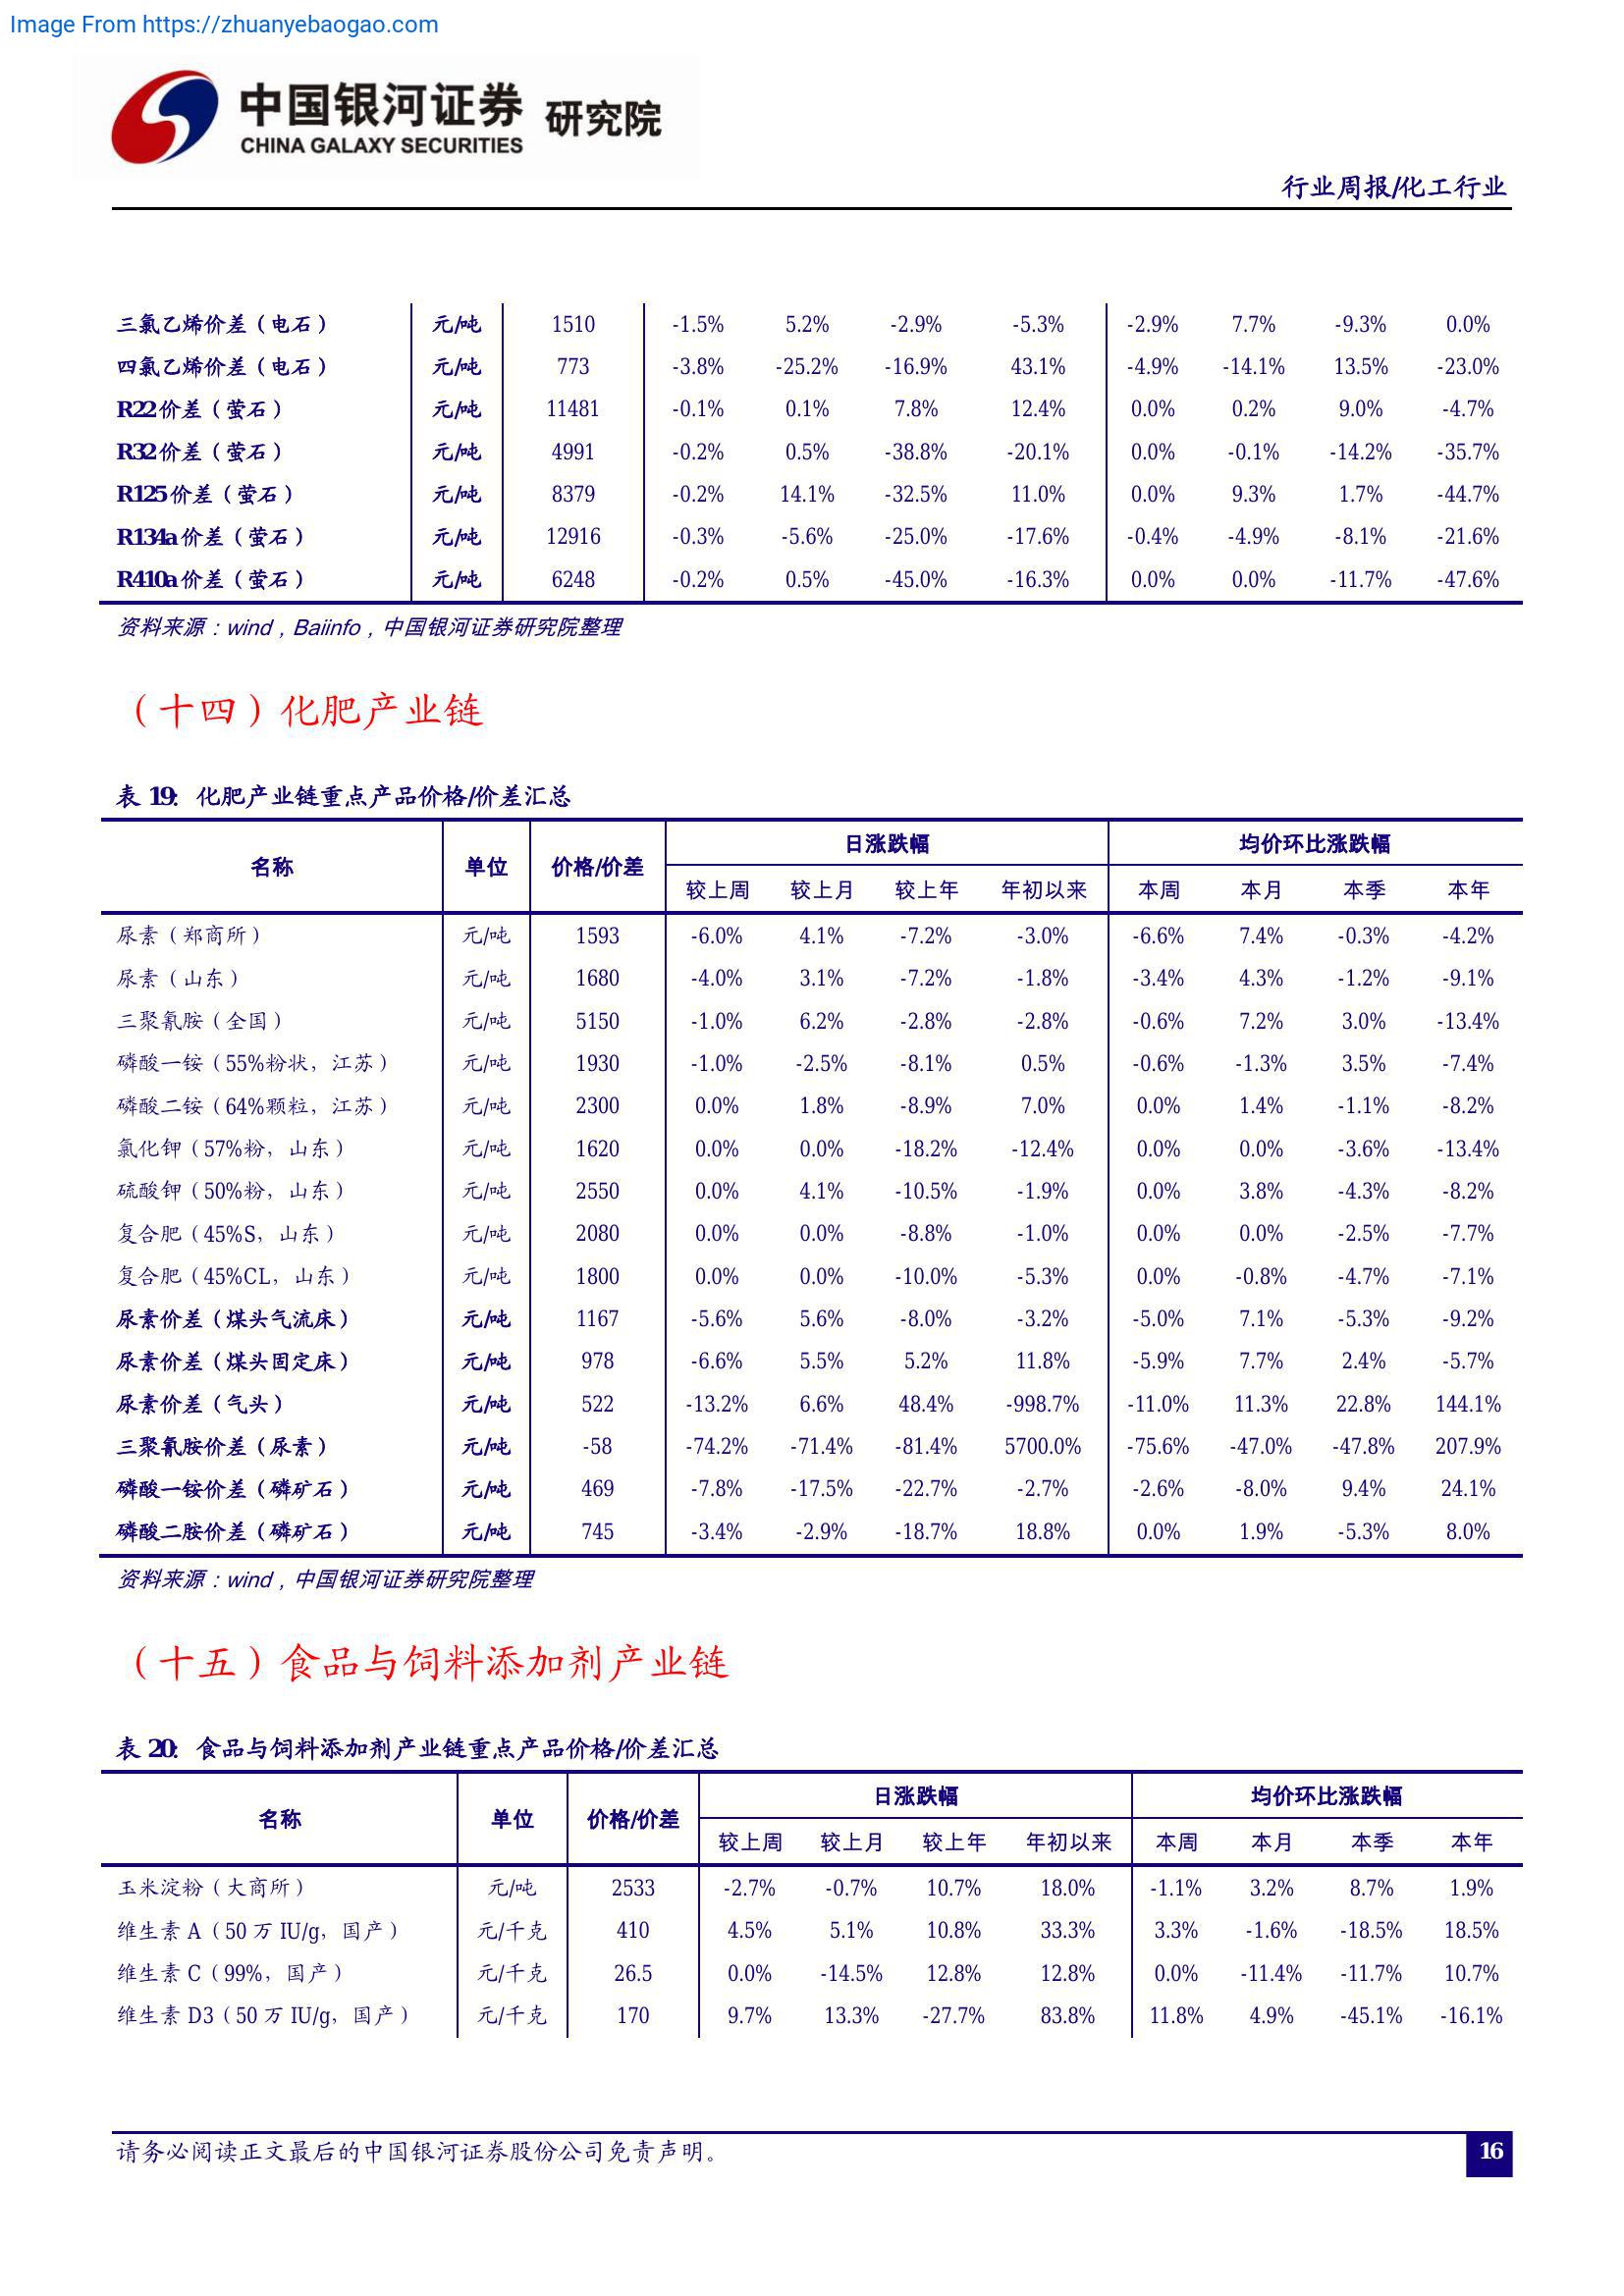 Image From https://zhuanyebaogao.com
中国银河证券 研究院
CHINA GALAXY SECURITIES
行业周报/化工行业
三氯乙烯价差（电石） 元/吨 1510 -1.5% 5.2% -2.9% -5.3% -2.9% 7.7% -9.3% 0.0%
四氯乙烯价差（电石） 元/吨 773 -3.8% -25.2% -16.9% 43.1% -4.9% -14.1% 13.5% -23.0%
R22价差（萤石） 元/吨 11481 -0.1% 0.1% 7.8% 12.4% 0.0% 0.2% 9.0% -4.7%
R32价差（萤石） 元/吨 4991 -0.2% 0.5% -38.8% -20.1% 0.0% -0.1% -14.2% -35.7%
R125价差（萤石） 元/吨 8379 -0.2% 14.1% -32.5% 11.0% 0.0% 9.3% 1.7% -44.7%
R134a价差（萤石） 元/吨 12916 -0.3% -5.6% -25.0% -17.6% -0.4% -4.9% -8.1% -21.6%
R410a价差（萤石） 元/吨 6248 -0.2% 0.5% -45.0% -16.3% 0.0% 0.0% -11.7% -47.6%
资料来源：wind，Baiinfo，中国银河证券研究院整理
（十四）化肥产业链
表 19: 化肥产业链重点产品价格/价差汇总
名称 单位 价格/价差 日涨跌幅 均价环比涨跌幅
较上周 较上月 较上年 年初以来 本周 本月 本季 本年
尿素（郑商所） 元/吨 1593 -6.0% 4.1% -7.2% -3.0% -6.6% 7.4% -0.3% -4.2%
尿素（山东） 元/吨 1680 -4.0% 3.1% -7.2% -1.8% -3.4% 4.3% -1.2% -9.1%
三聚氰胺（全国） 元/吨 5150 -1.0% 6.2% -2.8% -2.8% -0.6% 7.2% 3.0% -13.4%
磷酸一铵（55%粉状，江苏） 元/吨 1930 -1.0% -2.5% -8.1% 0.5% -0.6% -1.3% 3.5% -7.4%
磷酸二铵（64%颗粒，江苏） 元/吨 2300 0.0% 1.8% -8.9% 7.0% 0.0% 1.4% -1.1% -8.2%
氯化钾（57%粉，山东） 元/吨 1620 0.0% 0.0% -18.2% -12.4% 0.0% 0.0% -3.6% -13.4%
硫酸钾（50%粉，山东） 元/吨 2550 0.0% 4.1% -10.5% -1.9% 0.0% 3.8% -4.3% -8.2%
复合肥（45%S，山东） 元/吨 2080 0.0% 0.0% -8.8% -1.0% 0.0% 0.0% -2.5% -7.7%
复合肥（45%CL，山东） 元/吨 1800 0.0% 0.0% -10.0% -5.3% 0.0% -0.8% -4.7% -7.1%
尿素价差（煤头气流床） 元/吨 1167 -5.6% 5.6% -8.0% -3.2% -5.0% 7.1% -5.3% -9.2%
尿素价差（煤头固定床） 元/吨 978 -6.6% 5.5% 5.2% 11.8% -5.9% 7.7% 2.4% -5.7%
尿素价差（气头） 元/吨 522 -13.2% 6.6% 48.4% -998.7% -11.0% 11.3% 22.8% 144.1%
三聚氰胺价差（尿素） 元/吨 -58 -74.2% -71.4% -81.4% 5700.0% -75.6% -47.0% -47.8% 207.9%
磷酸一铵价差（磷矿石） 元/吨 469 -7.8% -17.5% -22.7% -2.7% -2.6% -8.0% 9.4% 24.1%
磷酸二胺价差（磷矿石） 元/吨 745 -3.4% -2.9% -18.7% 18.8% 0.0% 1.9% -5.3% 8.0%
资料来源：wind，中国银河证券研究院整理
（十五）食品与饲料添加剂产业链
表 20: 食品与饲料添加剂产业链重点产品价格/价差汇总
名称 单位 价格/价差 日涨跌幅 均价环比涨跌幅
较上周 较上月 较上年 年初以来 本周 本月 本季 本年
玉米淀粉（大商所） 元/吨 2533 -2.7% -0.7% 10.7% 18.0% -1.1% 3.2% 8.7% 1.9%
维生素 A（50 万 IU/g，国产） 元/千克 410 4.5% 5.1% 10.8% 33.3% 3.3% -1.6% -18.5% 18.5%
维生素 C（99%，国产） 元/千克 26.5 0.0% -14.5% 12.8% 12.8% 0.0% -11.4% -11.7% 10.7%
维生素 D3（50 万 IU/g，国产） 元/千克 170 9.7% 13.3% -27.7% 83.8% 11.8% 4.9% -45.1% -16.1%
请务必阅读正文最后的中国银河证券股份公司免责声明。 16